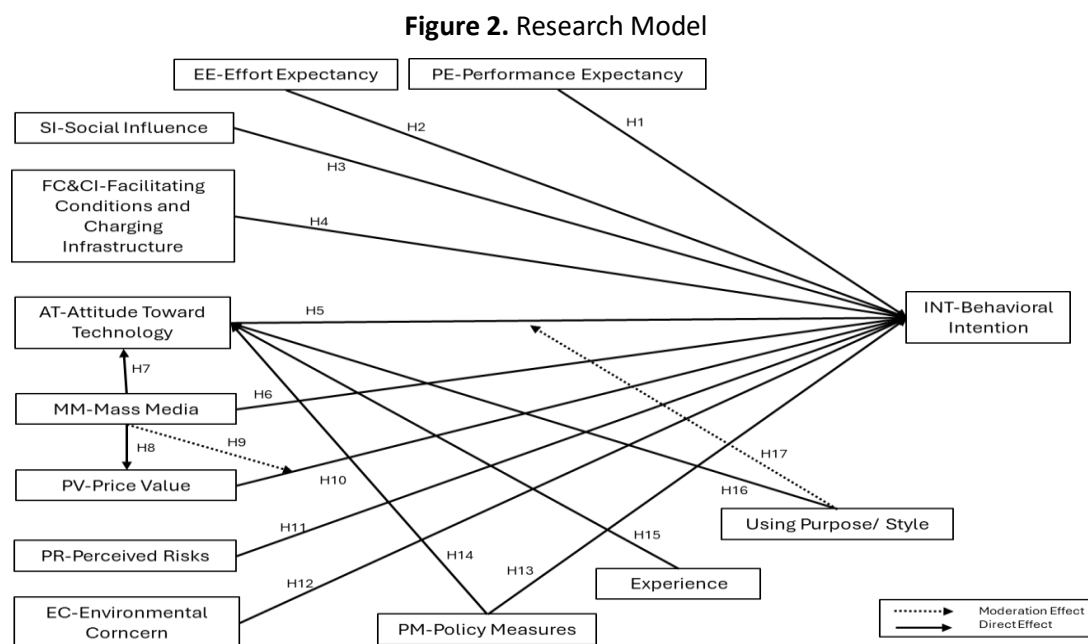 Figure 2. Research Model
EE-Effort Expectancy
PE-Performance Expectancy
SI-Social Influence
H2
H1
H3
FC&CI-Facilitating
Conditions and
Charging
Infrastructure
H4
AT-Attitude Toward
Technology
H5
INT-Behavioral
Intention
H7
MM-Mass Media
H6
H8
H9
H17
PV-Price Value
H10
H16
Using Purpose/ Style
H11
PR-Perceived Risks
H15
H14
H13
Experience
H12
EC-Environmental
Corncern
PM-Policy Measures
Moderation Effect
Direct Effect